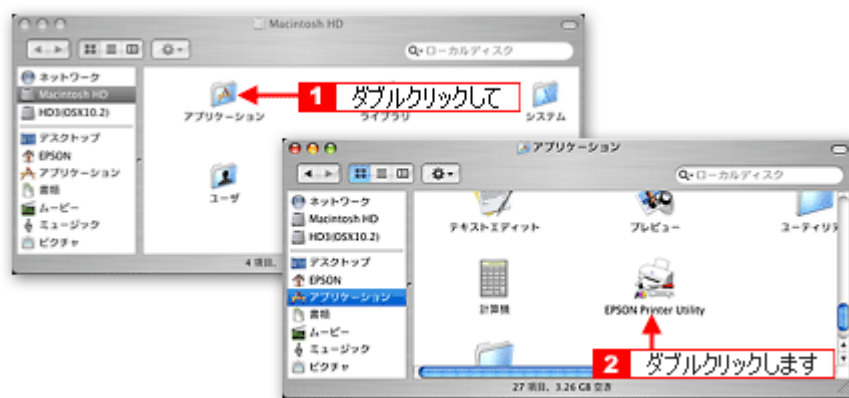 Macintosh HD
ローカルディスク
ネットワーク
Macintosh HD
HD3(OSX10.2)
デスクトップ
EPSON
アプリケーション
書類
ムービー
ミュージック
ピクチャ
アプリケーション
1 ダブルクリックして
ライブラリ
システム
ユーザ
4 項目、
アプリケーション
ローカルディスク
ネットワーク
Macintosh HD
HD3(OSX10.2)
デスクトップ
EPSON
アプリケーション
書類
ムービー
ミュージック
ピクチャ
テキストエディット
プレビュー
ユーティリテ
計算機
EPSON Printer Utility
2 ダブルクリックします
27 項目、3.26 GB 空き